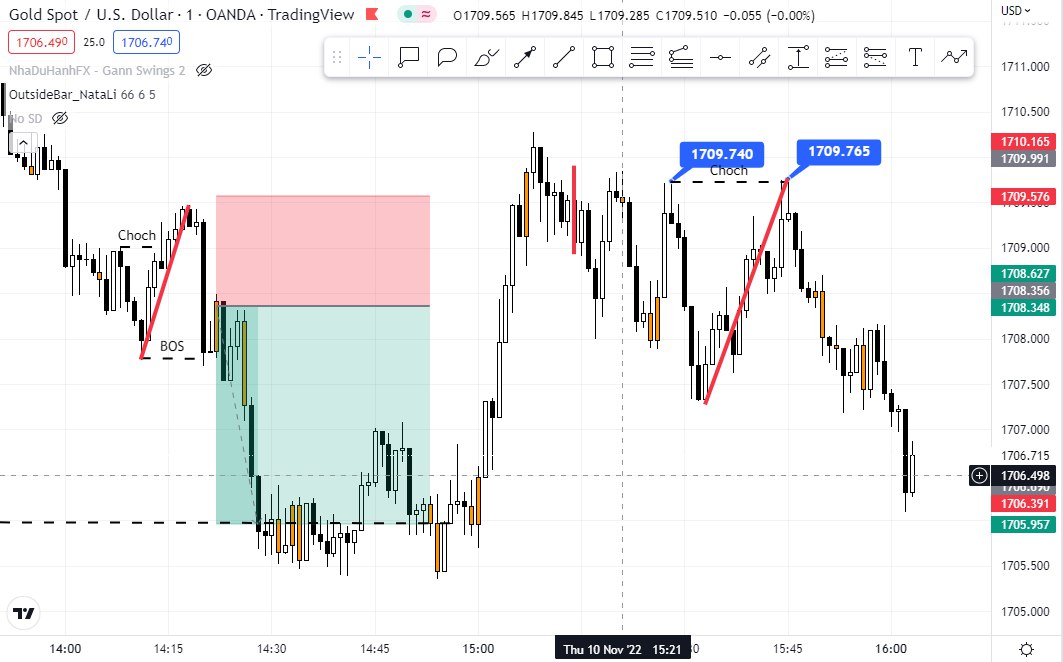 Gold Spot / U.S. Dollar · 1 · OANDA · TradingView
≈
O1709.565 H1709.845 L1709.285 C1709.510 -0.055 (-0.00%)
USD
1706.490
25.0
1706.740
NhaDuHanhFX - Gann Swings 2
OutsideBar_NataLi 66 6 5
No SD
T
1711.000
1710.500
1710.165
1709.991
1709.576
1709.000
1708.627
1708.356
1708.348
1708.000
1707.500
1707.000
1706.715
1706.498
1706.391
1705.957
1705.500
1705.000
1709.740
1709.765
Choch
Choch
BOS
14:00
14:15
14:30
14:45
15:00
Thu 10 Nov '22 15:21
15:45
16:00